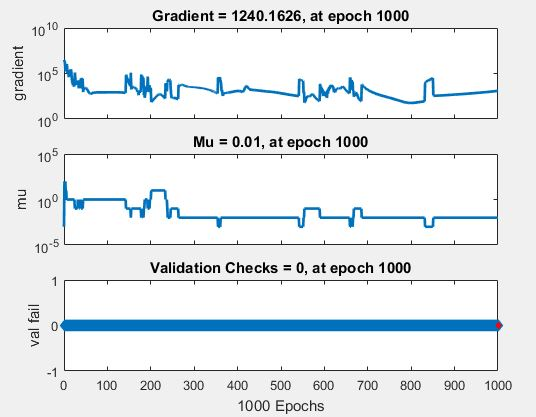 Gradient = 1240.1626, at epoch 1000
10^10
10^5
10^0
gradient
Mu = 0.01, at epoch 1000
10^5
10^0
10^-5
mu
Validation Checks = 0, at epoch 1000
1
0
-1
val fail
0 100 200 300 400 500 600 700 800 900 1000
1000 Epochs